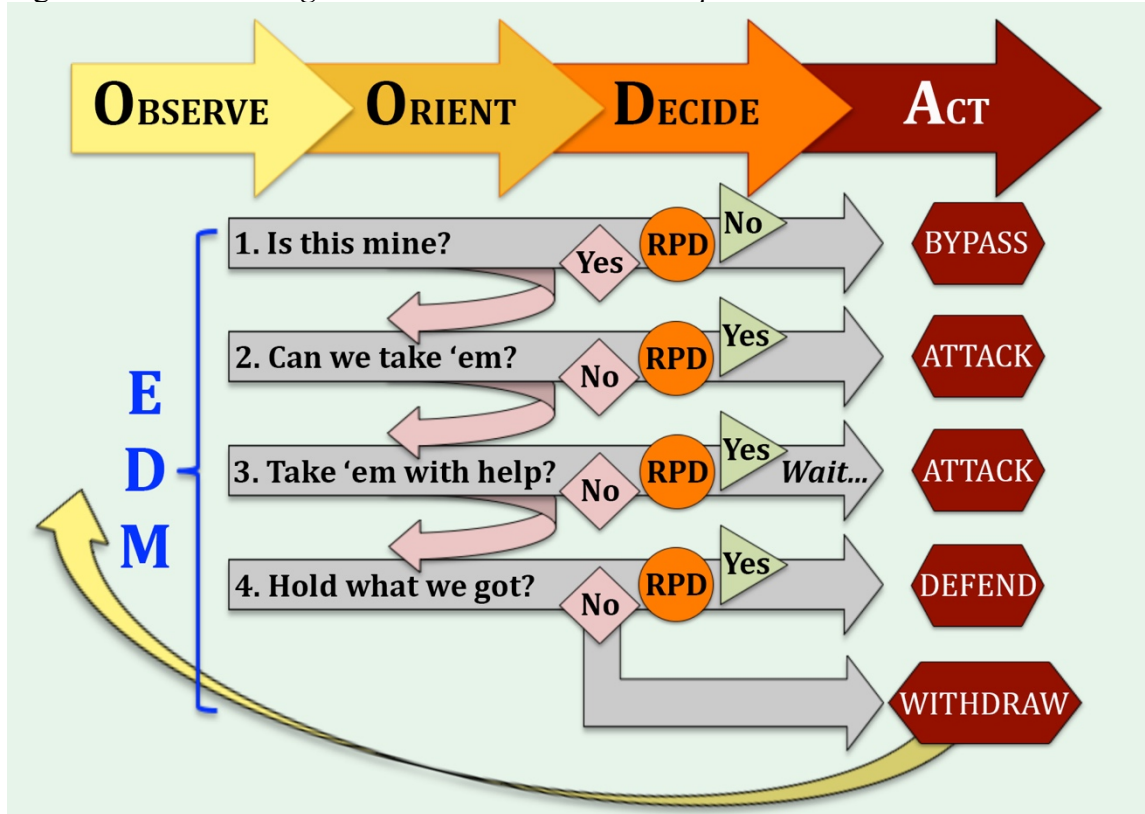 OBSERVE
ORIENT
DECIDE
ACT
1. Is this mine?
Yes
RPD
No
BYPASS
2. Can we take ‘em?
No
RPD
Yes
ATTACK
3. Take ‘em with help?
No
RPD
Yes
Wait...
ATTACK
4. Hold what we got?
No
RPD
Yes
DEFEND
WITHDRAW
E
D
M